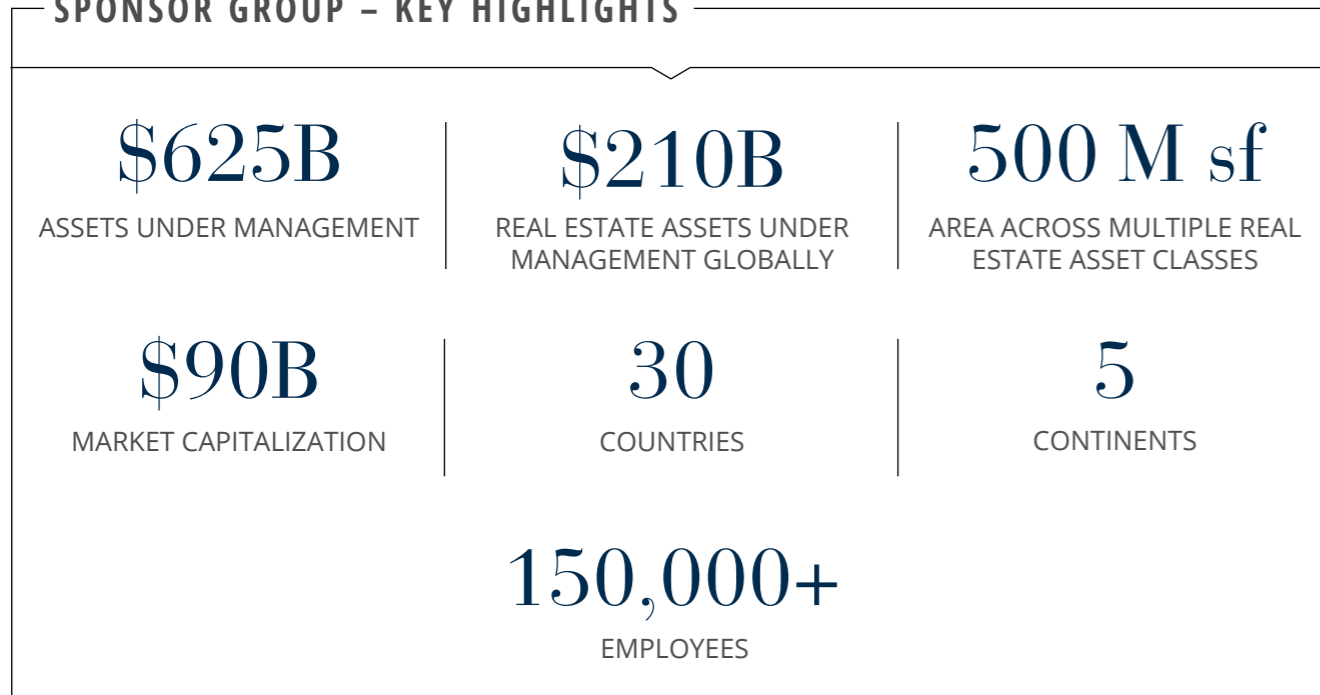 SPONSOR GROUP – KEY HIGHLIGHTS
$625B
ASSETS UNDER MANAGEMENT
$210B
REAL ESTATE ASSETS UNDER
MANAGEMENT GLOBALLY
500 M sf
AREA ACROSS MULTIPLE REAL
ESTATE ASSET CLASSES
$90B
MARKET CAPITALIZATION
30
COUNTRIES
5
CONTINENTS
150,000+
EMPLOYEES